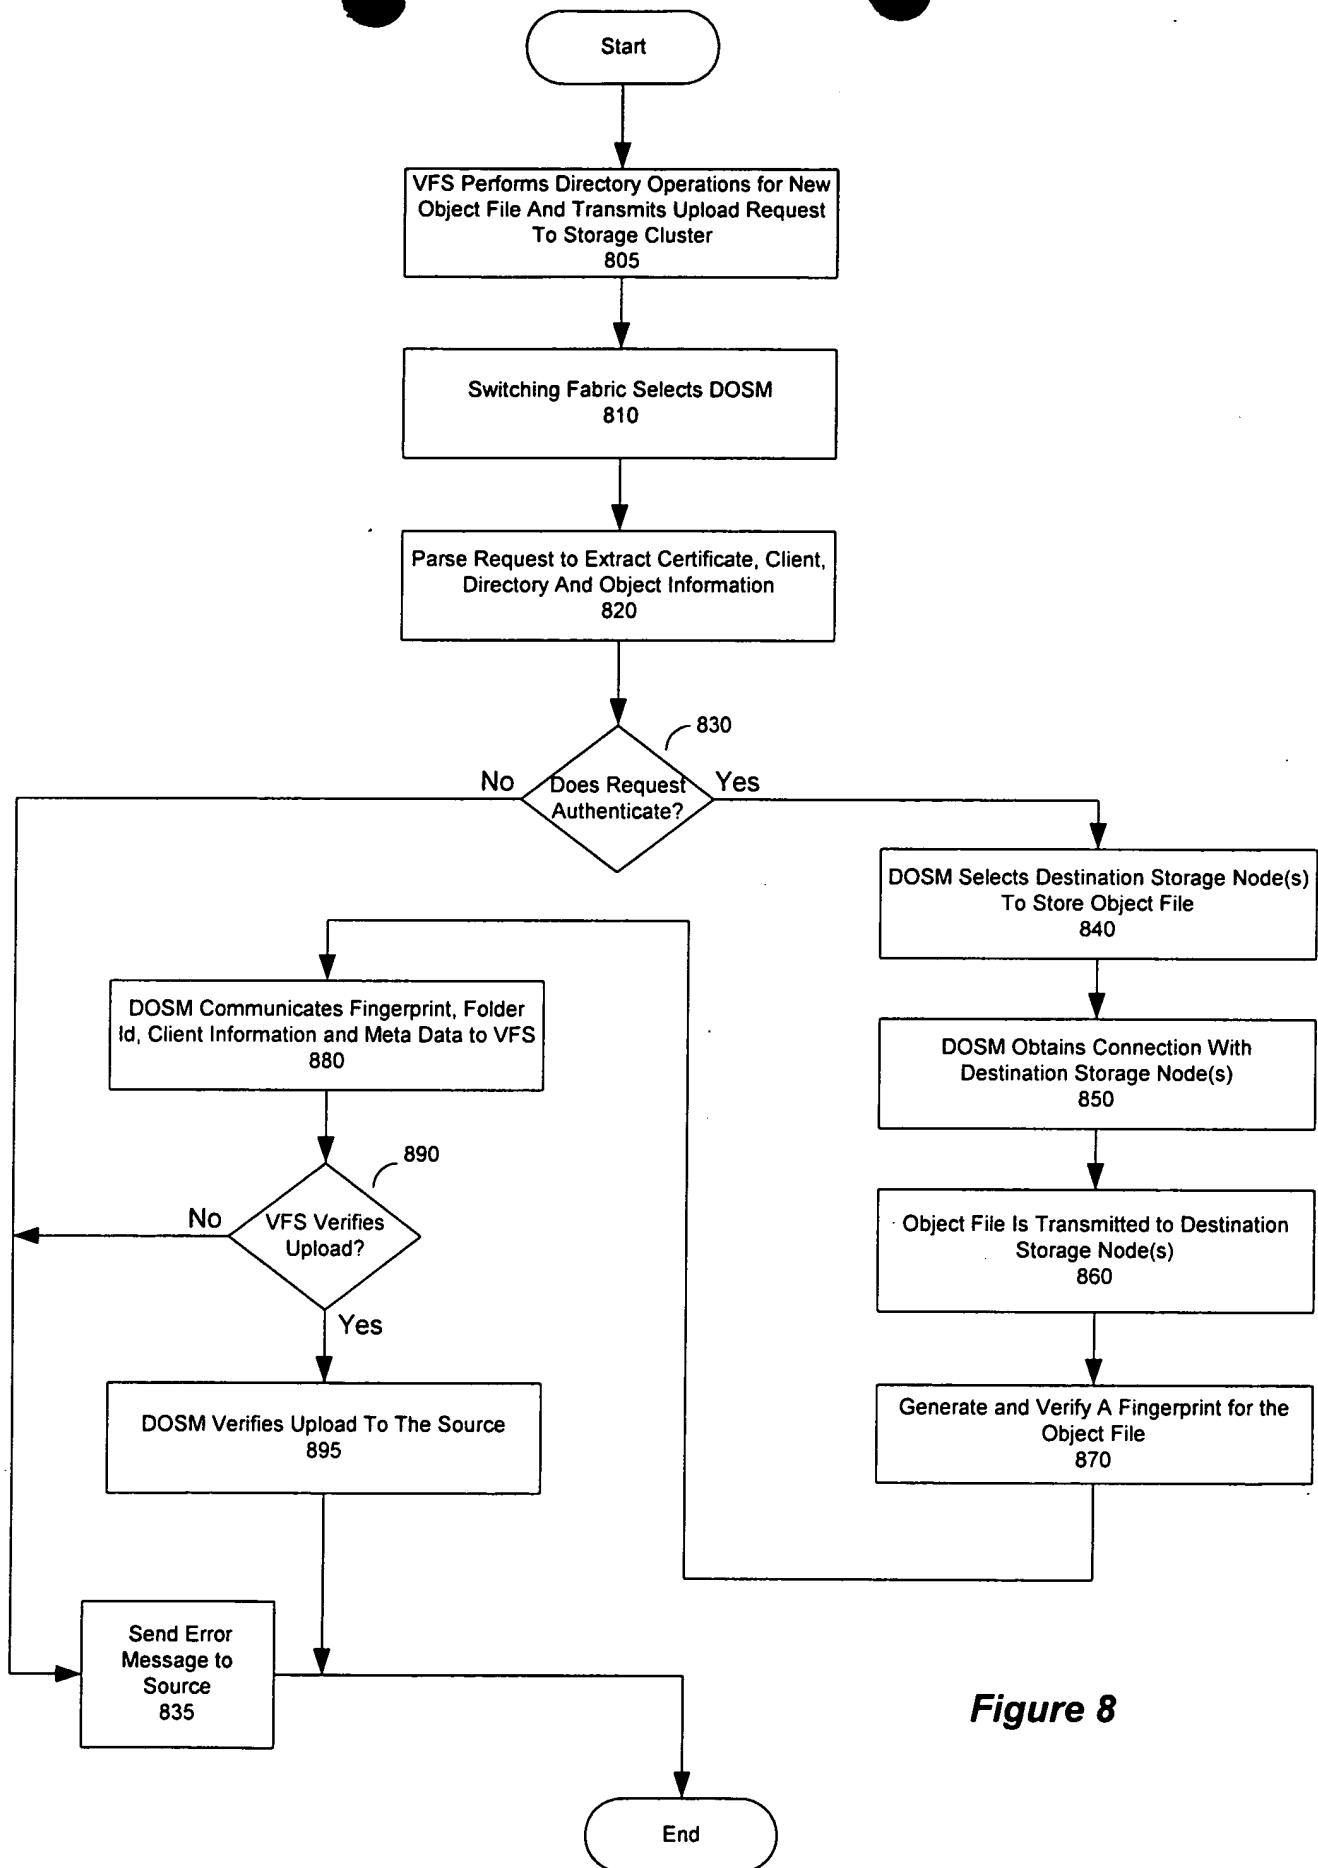 Start
VFS Performs Directory Operations for New
Object File And Transmits Upload Request
To Storage Cluster
805
Switching Fabric Selects DOSM
810
Parse Request to Extract Certificate, Client,
Directory And Object Information
820
830
No
Does Request
Authenticate?
Yes
DOSM Selects Destination Storage Node(s)
To Store Object File
840
DOSM Obtains Connection With
Destination Storage Node(s)
850
Object File Is Transmitted to Destination
Storage Node(s)
860
Generate and Verify A Fingerprint for the
Object File
870
DOSM Communicates Fingerprint, Folder
Id, Client Information and Meta Data to VFS
880
890
No
VFS Verifies
Upload?
Yes
DOSM Verifies Upload To The Source
895
Send Error
Message to
Source
835
Figure 8
End